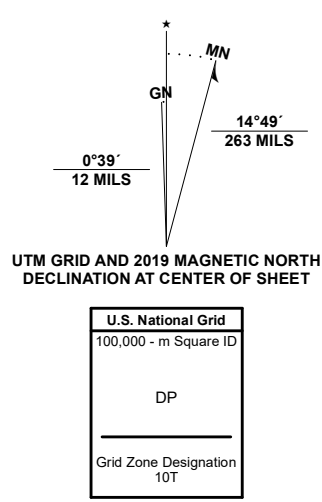 MN
GN
14°49´
263 MILS
0°39´
12 MILS
UTM GRID AND 2019 MAGNETIC NORTH
DECLINATION AT CENTER OF SHEET
U.S. National Grid
100,000 - m Square ID
DP
Grid Zone Designation
10T